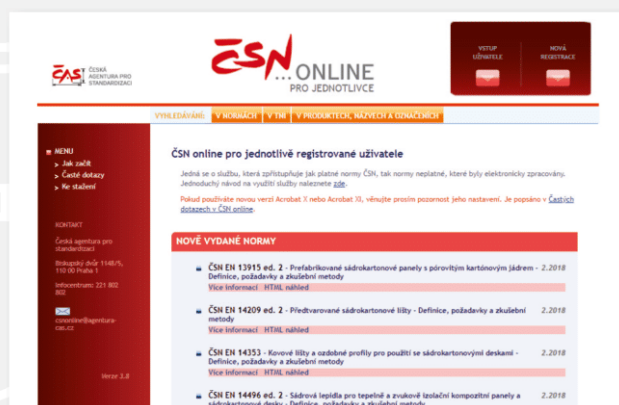 ČAS ČESKÁ
AGENTURA PRO
STANDARDIZACI
ČSN...ONLINE
PRO JEDNOTLIVCE
VSTUP
UŽIVATELE
NOVÁ
REGISTRACE
VYHLEDÁVÁNÍ: V NORMÁCH V TNI V PRODUKTECH, NÁZVECH A OZNAČENÍCH
MENU
> Jak začít
> Časté dotazy
> Ke stažení
KONTAKT
Česká agentura pro
standardizaci
Biskupský dvůr 1148/5,
110 00 Praha 1
Infocentrum: 221 802
802
csnonline@agentura-
cas.cz
Verze 3.8
ČSN online pro jednotlivě registrované uživatele
Jedná se o službu, která zpřístupňuje jak platné normy ČSN, tak normy neplatné, které byly elektronicky zpracovány.
Jednoduchý návod na využití služby naleznete zde.
Pokud používáte novou verzi Acrobat X nebo Acrobat XI, věnujte prosím pozornost jeho nastavení. Je popsáno v Častých
dotazech v ČSN online.
NOVĚ VYDANÉ NORMY
ČSN EN 13915 ed. 2 - Prefabrikované sádrokartonové panely s pórovitým kartónovým jádrem - 2.2018
Definice, požadavky a zkušební metody
Více informací HTML náhled
ČSN EN 14209 ed. 2 - Předtvarované sádrokartonové lišty - Definice, požadavky a zkušební 2.2018
metody
Více informací HTML náhled
ČSN EN 14353 - Kovové lišty a ozdobné profily pro použití se sádrokartonovými deskami - 2.2018
Definice, požadavky a zkušební metody
Více informací HTML náhled
ČSN EN 14496 ed. 2 - Sádrová lepidla pro tepelně a zvukově izolační kompozitní panely a 2.2018
sádrokartonové desky - Definice, požadavky a zkušební metody